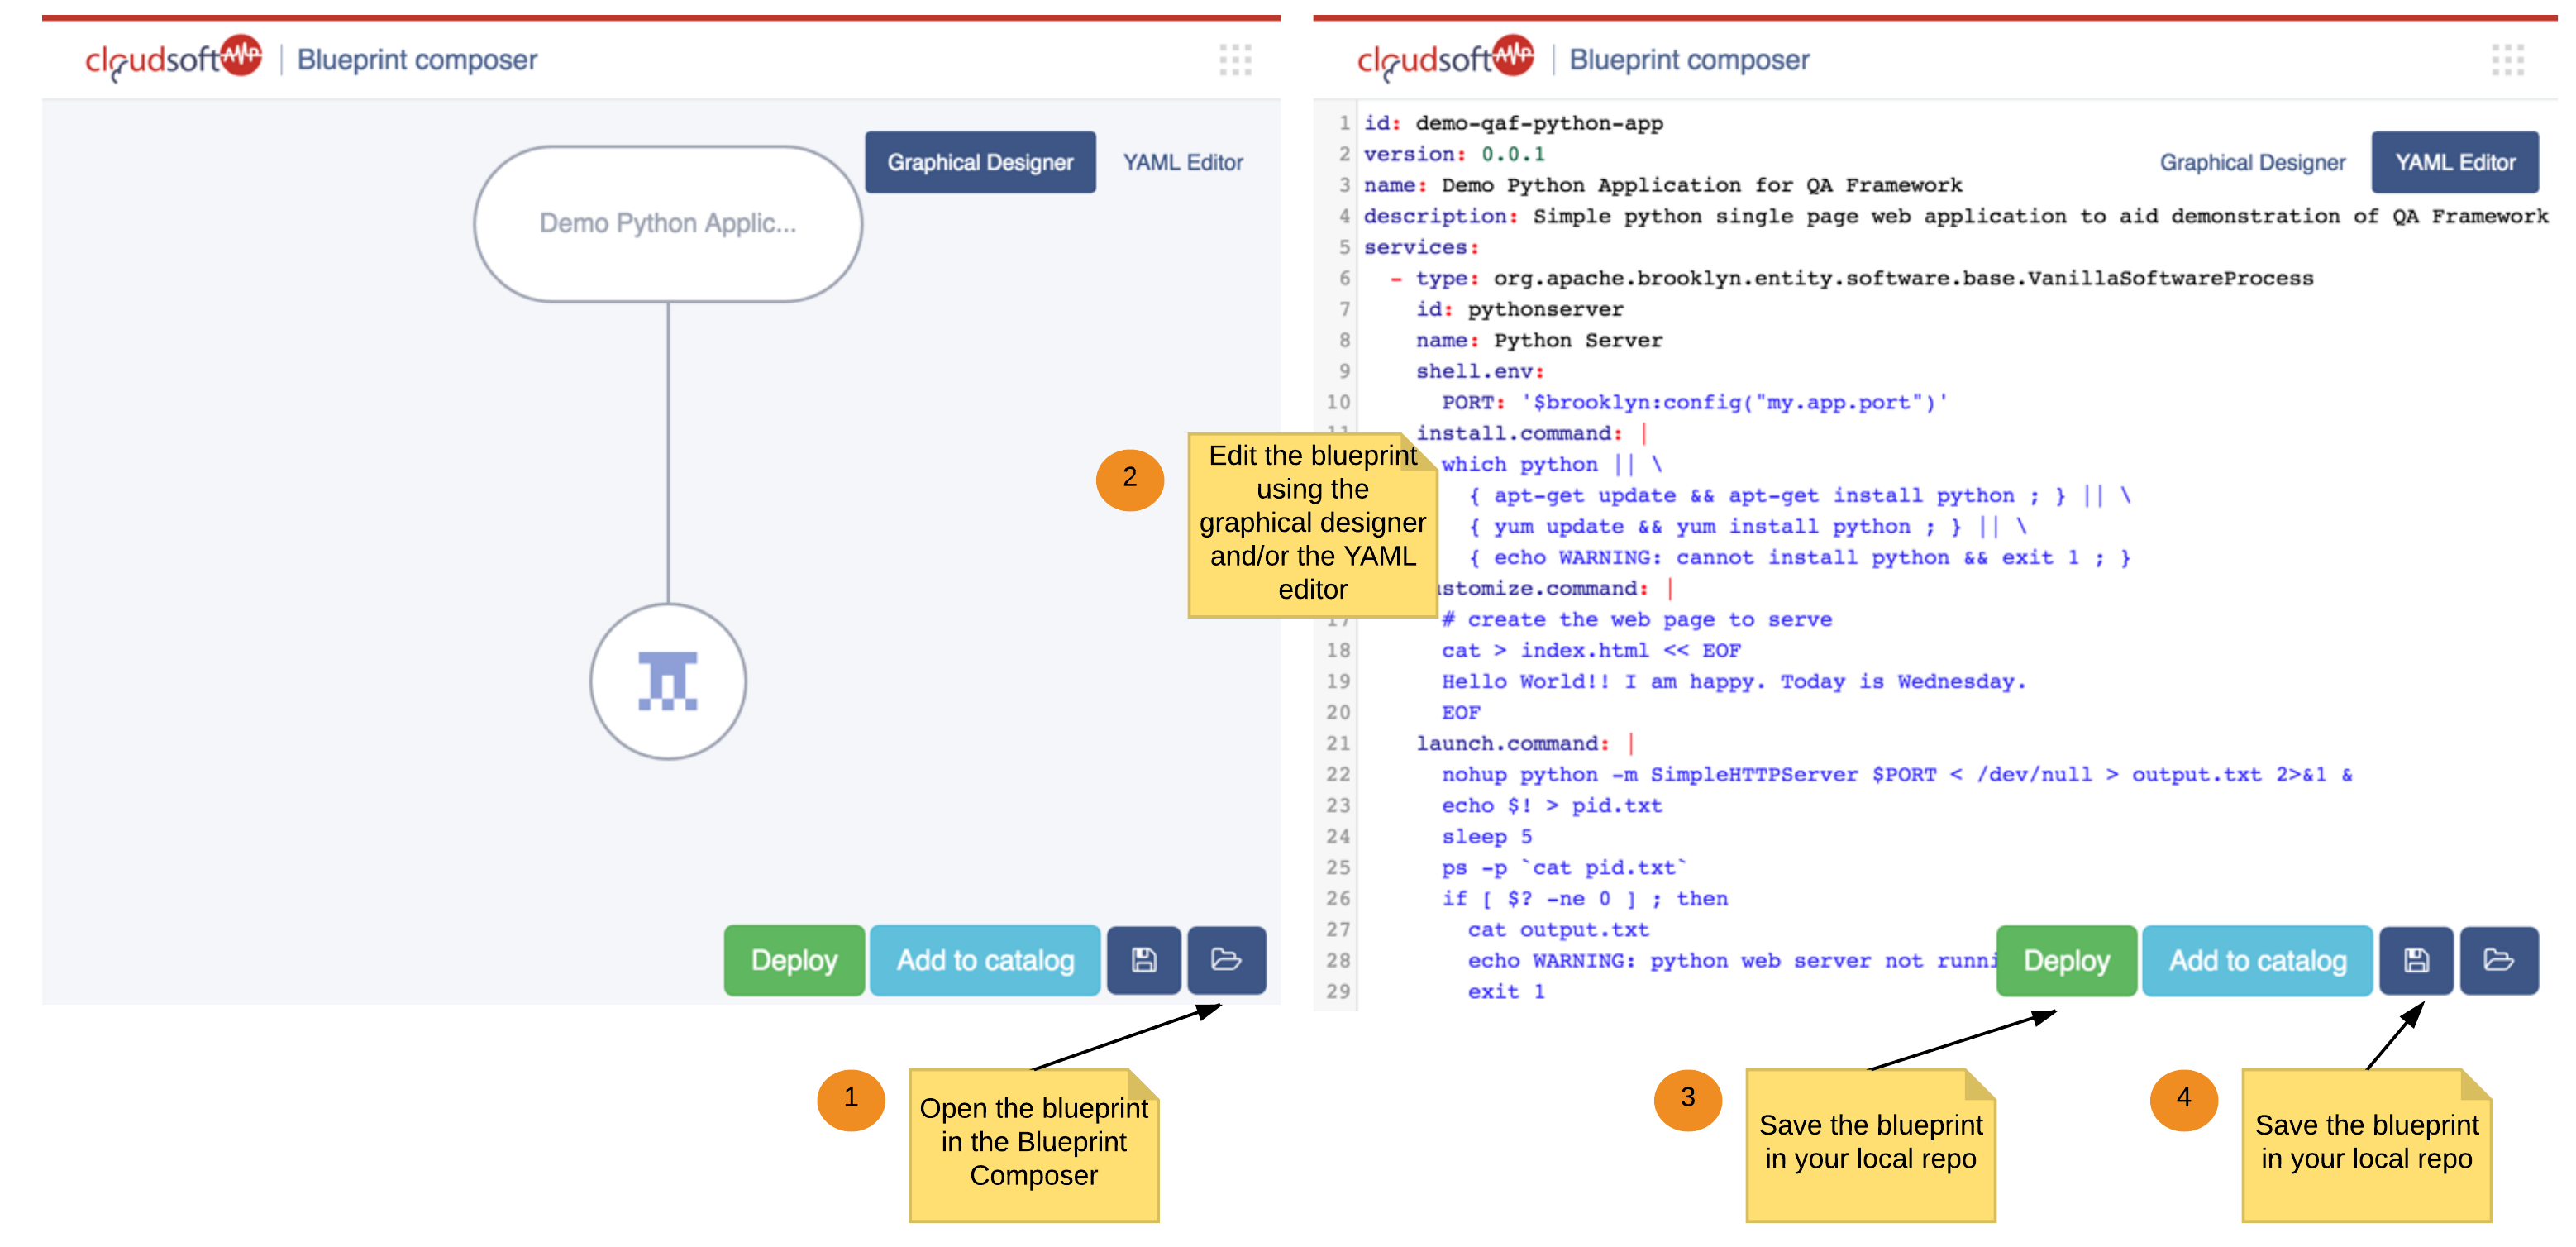 cloudsoft AMP | Blueprint composer
Graphical Designer
YAML Editor
Demo Python Applic...
Deploy
Add to catalog
1
Open the blueprint
in the Blueprint
Composer
2
Edit the blueprint
using the
graphical designer
and/or the YAML
editor
cloudsoft AMP | Blueprint composer
Graphical Designer
YAML Editor
1 id: demo-qaf-python-app
2 version: 0.0.1
3 name: Demo Python Application for QA Framework
4 description: Simple python single page web application to aid demonstration of QA Framework
5 services:
6 - type: org.apache.brooklyn.entity.software.base.VanillaSoftwareProcess
7 id: pythonserver
8 name: Python Server
9 shell.env:
10 PORT: '$brooklyn:config("my.app.port")'
11 install.command: |
which python || \
{ apt-get update && apt-get install python ; } || \
{ yum update && yum install python ; } || \
{ echo WARNING: cannot install python && exit 1 ; }
stomize.command: |
17 # create the web page to serve
18 cat > index.html << EOF
19 Hello World!! I am happy. Today is Wednesday.
20 EOF
21 launch.command: |
22 nohup python -m SimpleHTTPServer $PORT < /dev/null > output.txt 2>&1 &
23 echo $! > pid.txt
24 sleep 5
25 ps -p `cat pid.txt`
26 if [ $? -ne 0 ] ; then
27 cat output.txt
28 echo WARNING: python web server not runni
29 exit 1
Deploy
Add to catalog
3
Save the blueprint
in your local repo
4
Save the blueprint
in your local repo